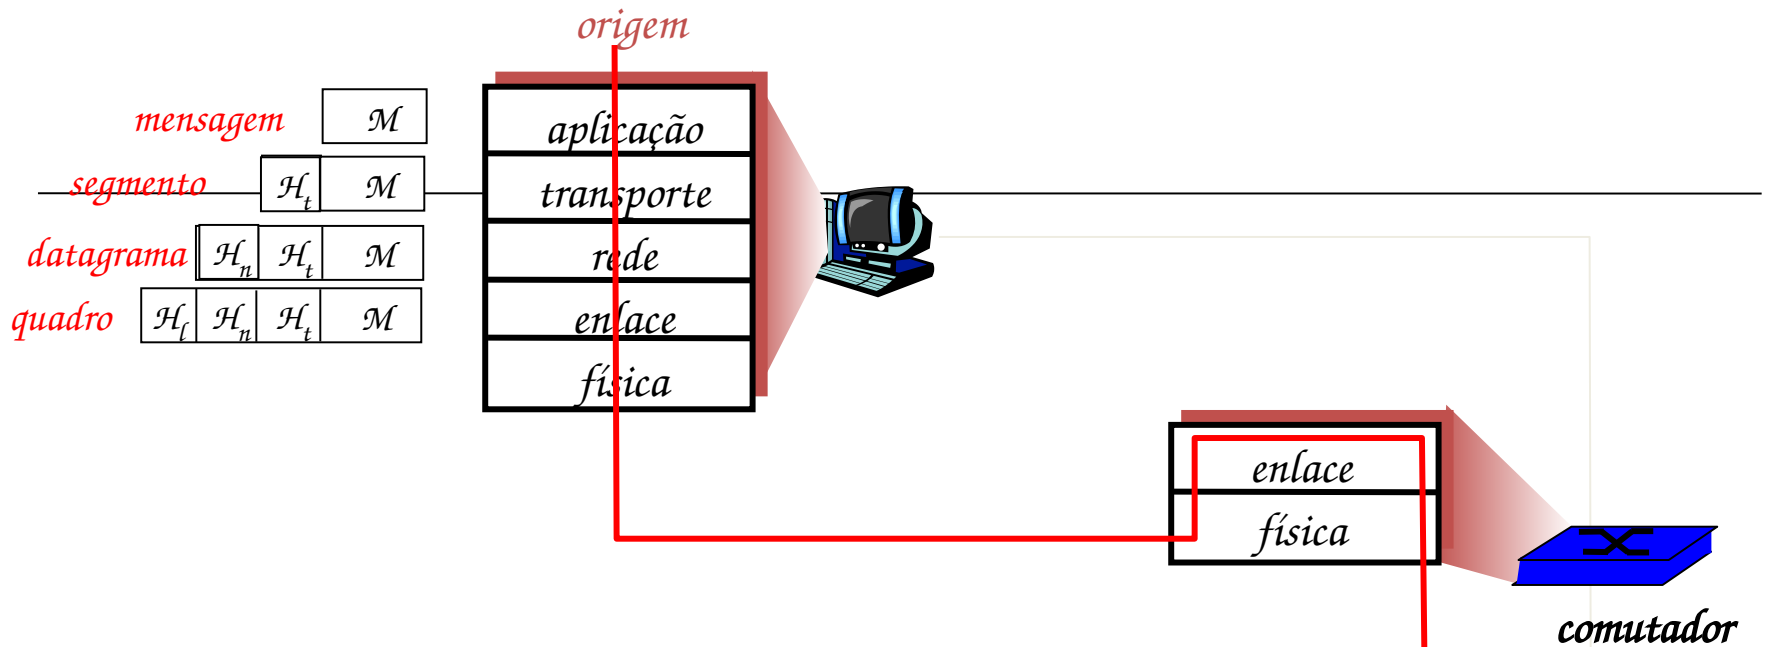 origem
mensagem M aplicação
segmento Ht M transporte
datagrama Hn Ht M rede
quadro Hl Hn Ht M enlace
física
enlace
física
comutador